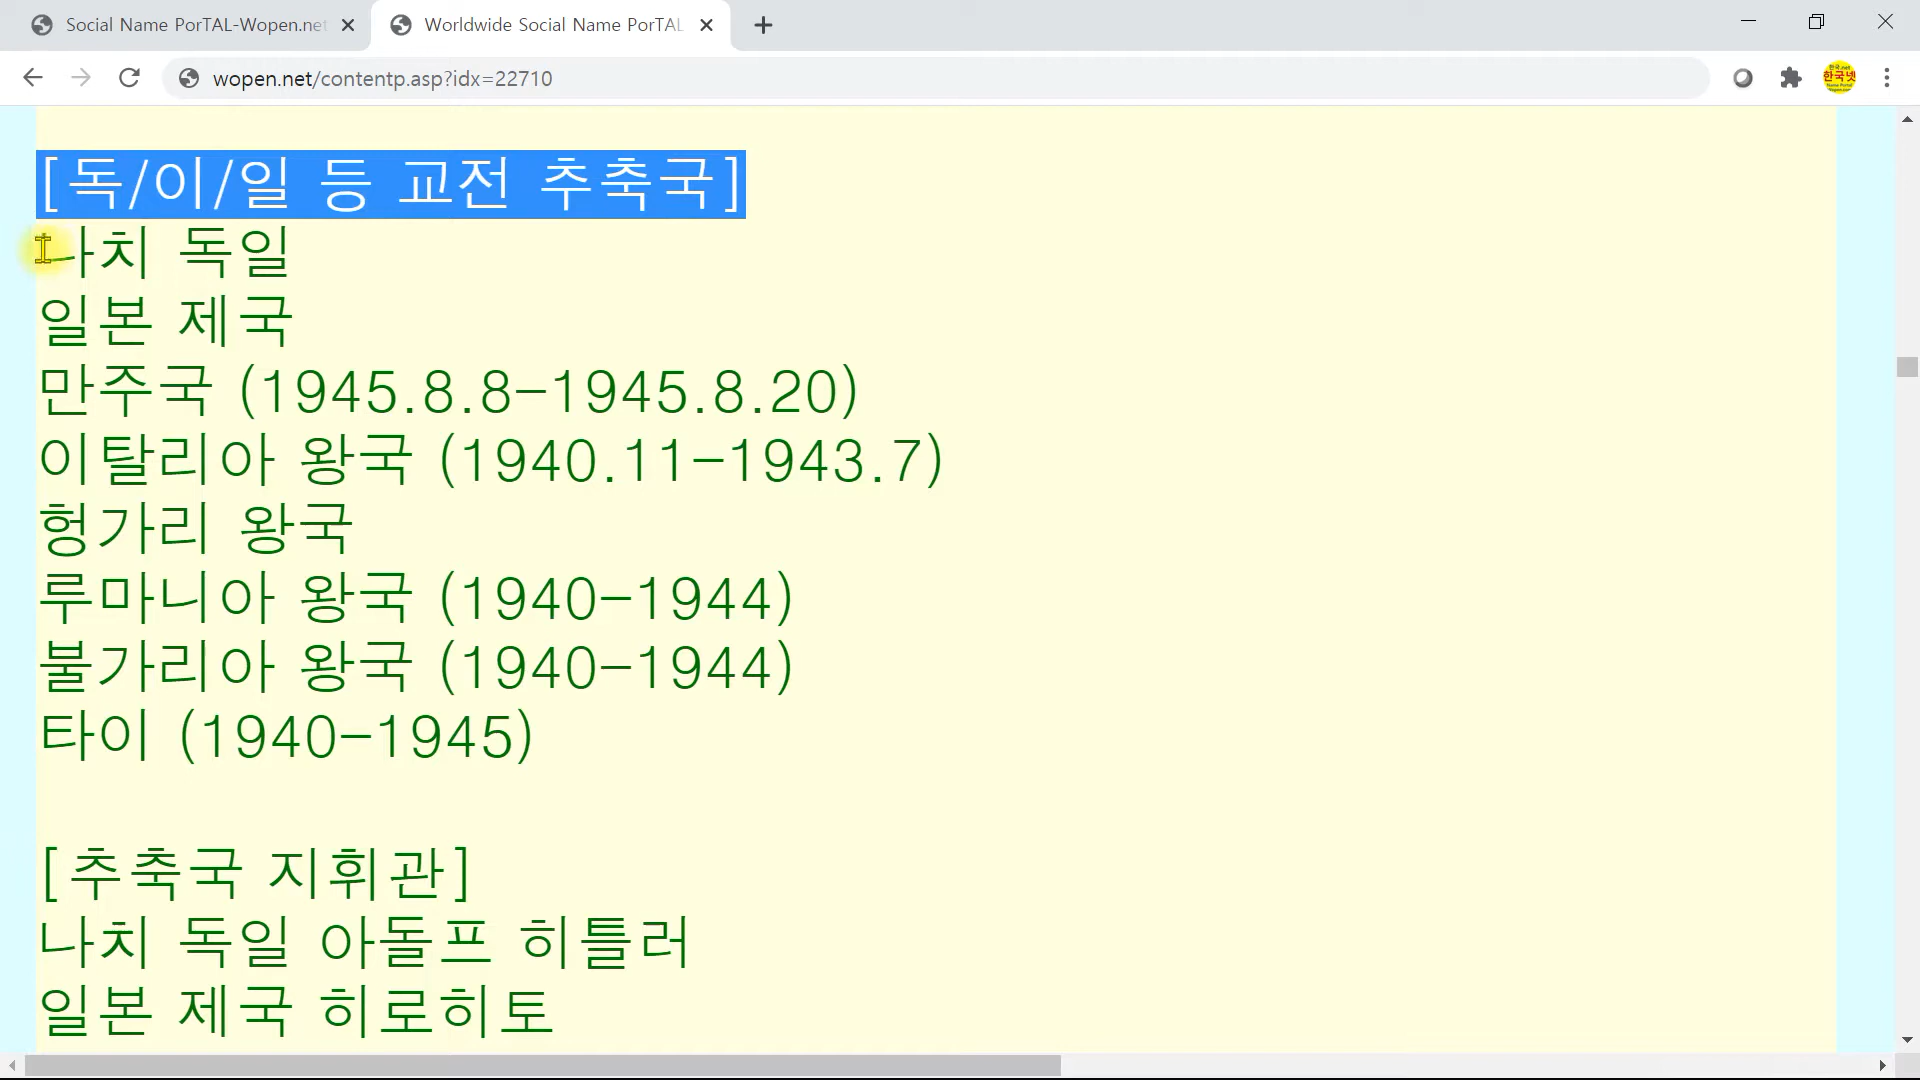 Social Name PorTAL-Wopen.net
Worldwide Social Name PorTAL
wopen.net/contentp.asp?idx=22710
한국넷
[독/이/일 등 교전 추축국]
나치 독일
일본 제국
만주국 (1945.8.8-1945.8.20)
이탈리아 왕국 (1940.11-1943.7)
헝가리 왕국
루마니아 왕국 (1940-1944)
불가리아 왕국 (1940-1944)
타이 (1940-1945)
[추축국 지휘관]
나치 독일 아돌프 히틀러
일본 제국 히로히토